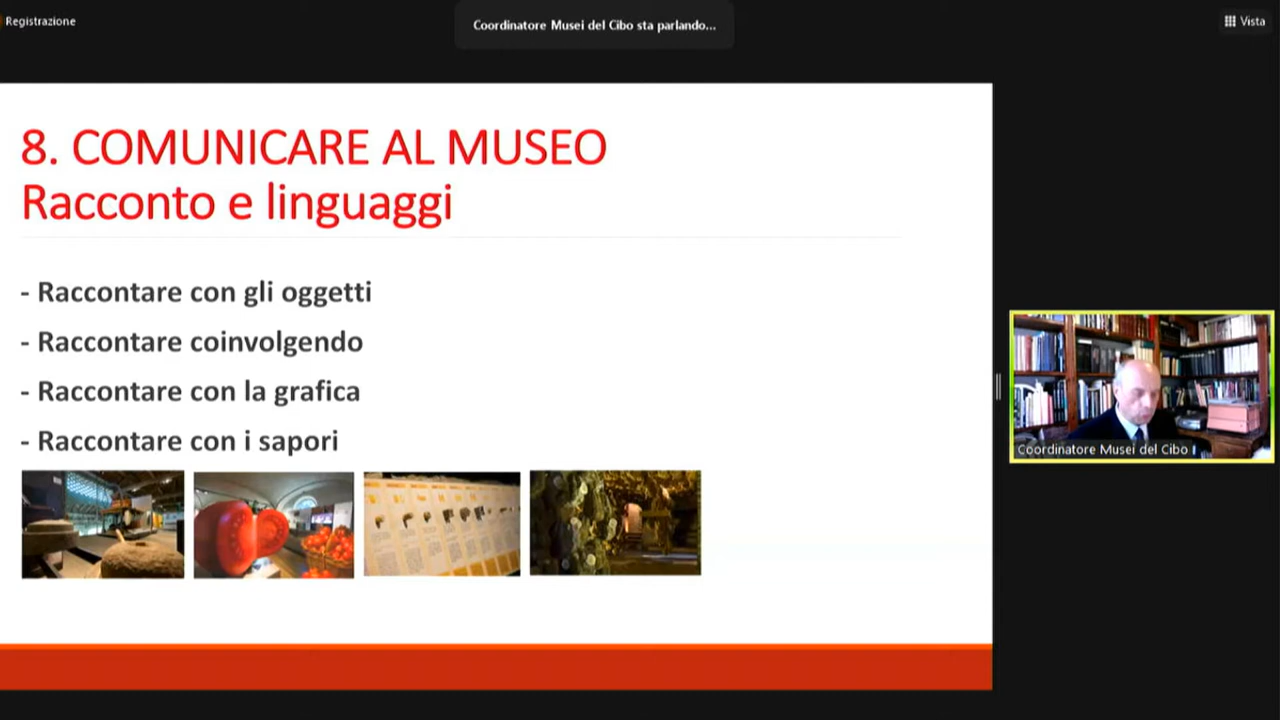 Registrazione
Coordinatore Musei del Cibo sta parlando...
Vista
8. COMUNICARE AL MUSEO
Racconto e linguaggi
- Raccontare con gli oggetti
- Raccontare coinvolgendo
- Raccontare con la grafica
- Raccontare con i sapori
Coordinatore Musei del Cibo